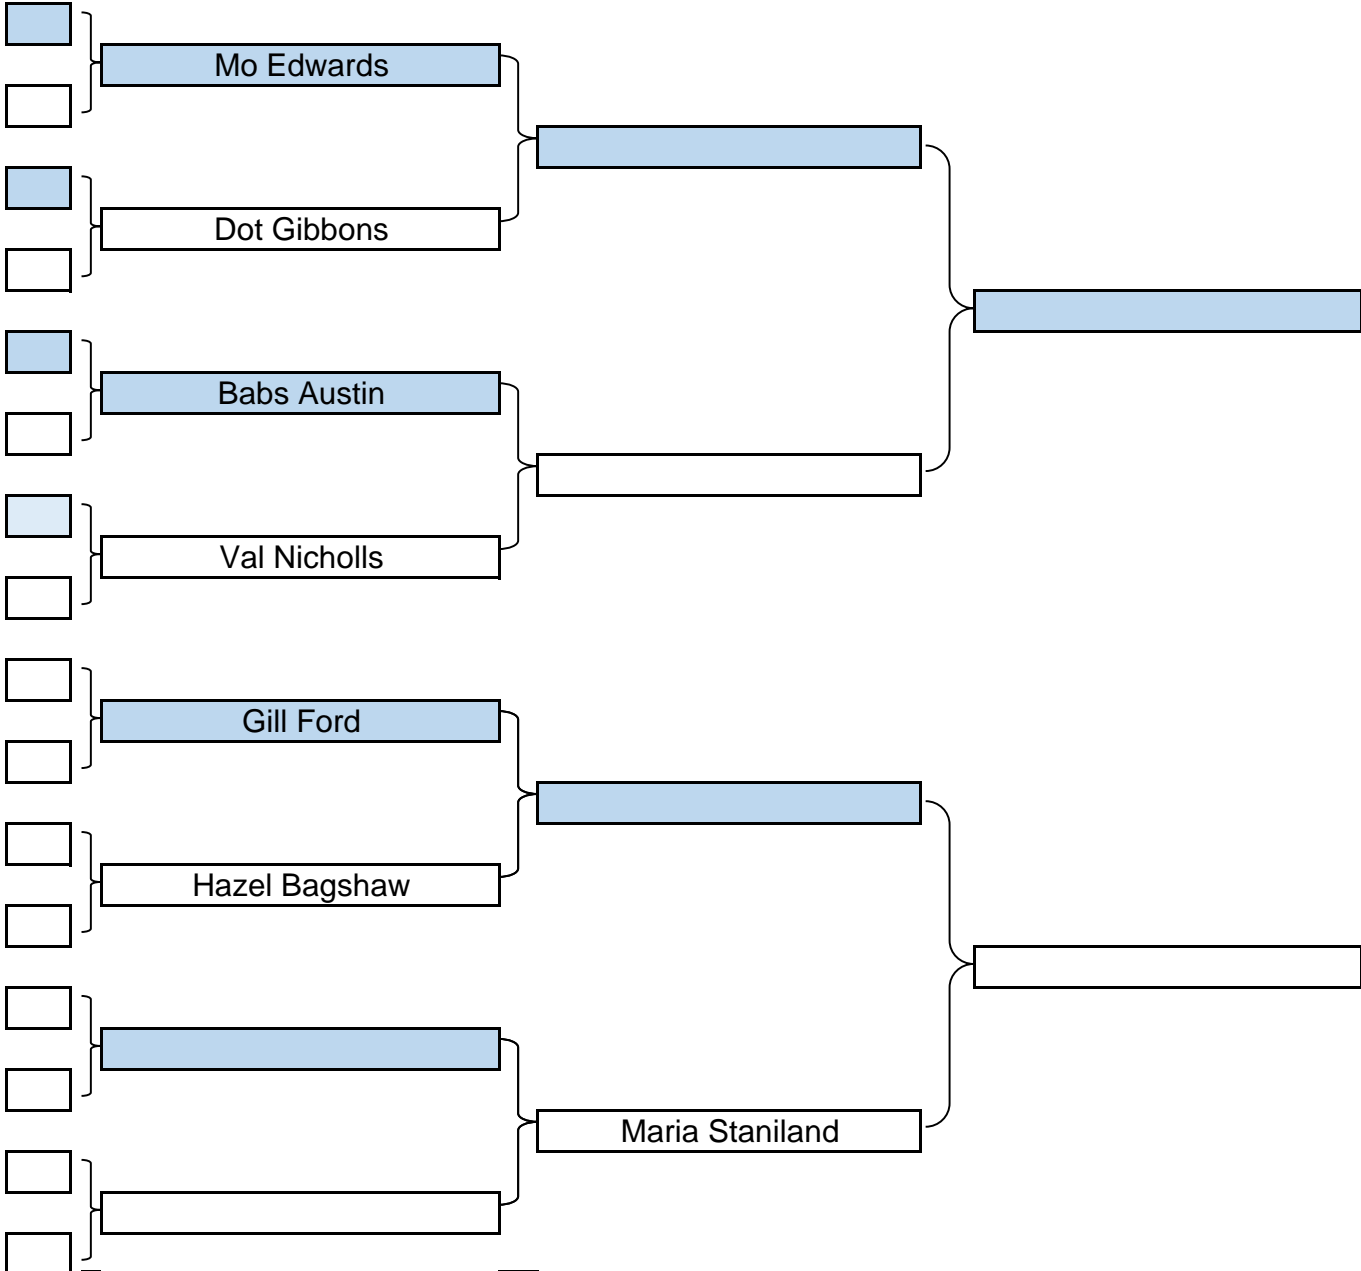 Mo Edwards
Dot Gibbons
Babs Austin
Val Nicholls
Gill Ford
Hazel Bagshaw
Maria Staniland